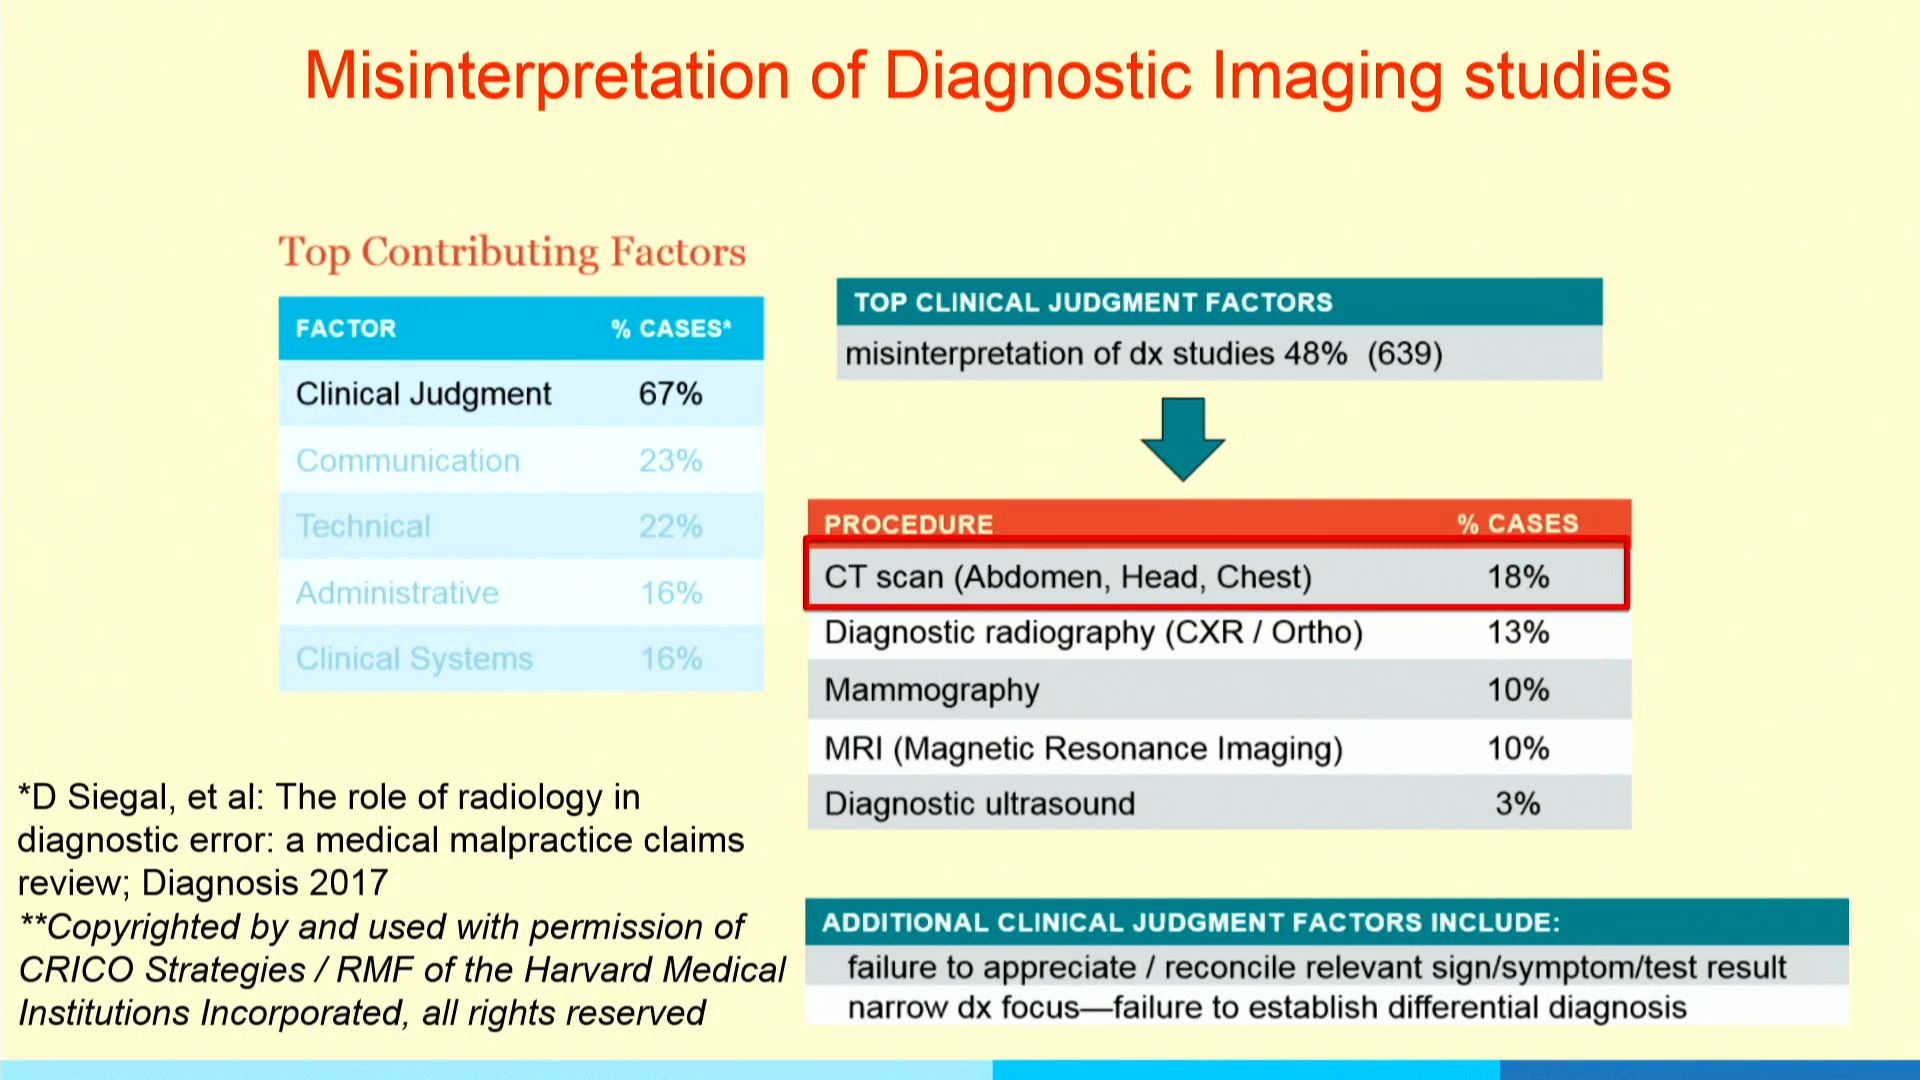 Misinterpretation of Diagnostic Imaging studies
Top Contributing Factors
FACTOR % CASES*
Clinical Judgment 67%
Communication 23%
Technical 22%
Administrative 16%
Clinical Systems 16%
TOP CLINICAL JUDGMENT FACTORS
misinterpretation of dx studies 48% (639)
PROCEDURE % CASES
CT scan (Abdomen, Head, Chest) 18%
Diagnostic radiography (CXR / Ortho) 13%
Mammography 10%
MRI (Magnetic Resonance Imaging) 10%
Diagnostic ultrasound 3%
*D Siegal, et al: The role of radiology in
diagnostic error: a medical malpractice claims
review; Diagnosis 2017
**Copyrighted by and used with permission of
CRICO Strategies / RMF of the Harvard Medical
Institutions Incorporated, all rights reserved
ADDITIONAL CLINICAL JUDGMENT FACTORS INCLUDE:
failure to appreciate / reconcile relevant sign/symptom/test result
narrow dx focus—failure to establish differential diagnosis